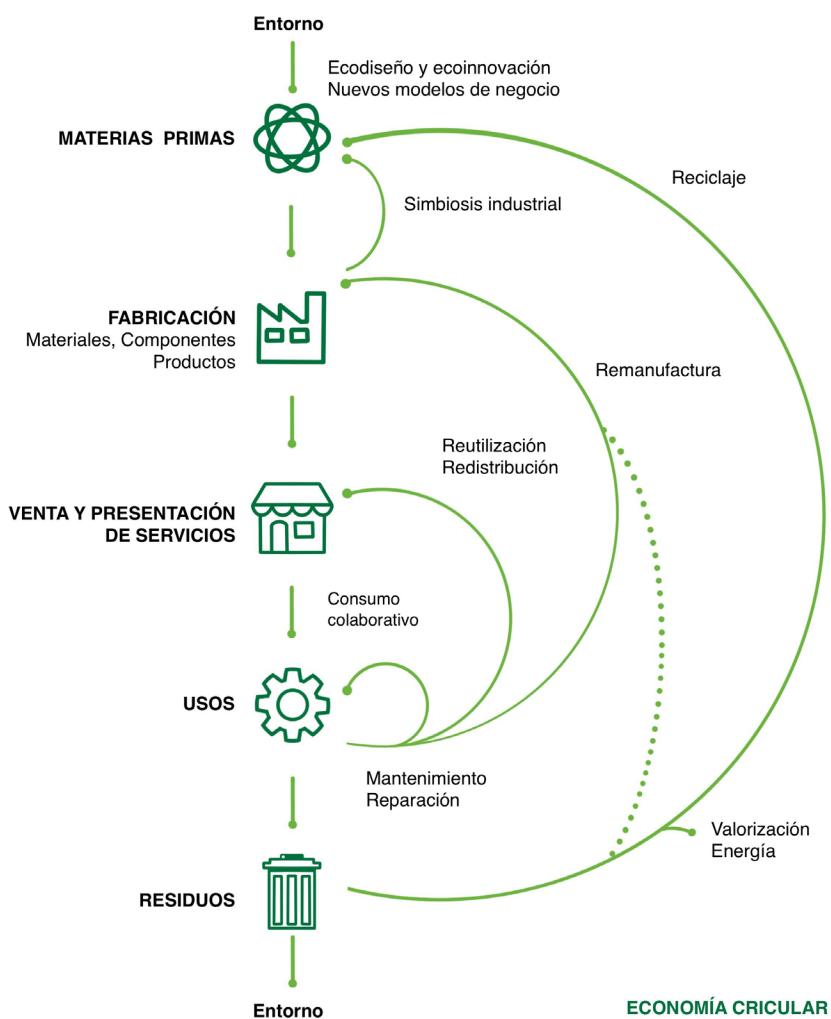 Entorno
Ecodiseño y ecoinnovación
Nuevos modelos de negocio
MATERIAS PRIMAS
Reciclaje
Simbiosis industrial
FABRICACIÓN
Materiales, Componentes
Productos
Remanufactura
Reutilización
Redistribución
VENTA Y PRESENTACIÓN
DE SERVICIOS
Consumo
colaborativo
USOS
Mantenimiento
Reparación
Valorización
Energía
RESIDUOS
Entorno
ECONOMÍA CRICULAR